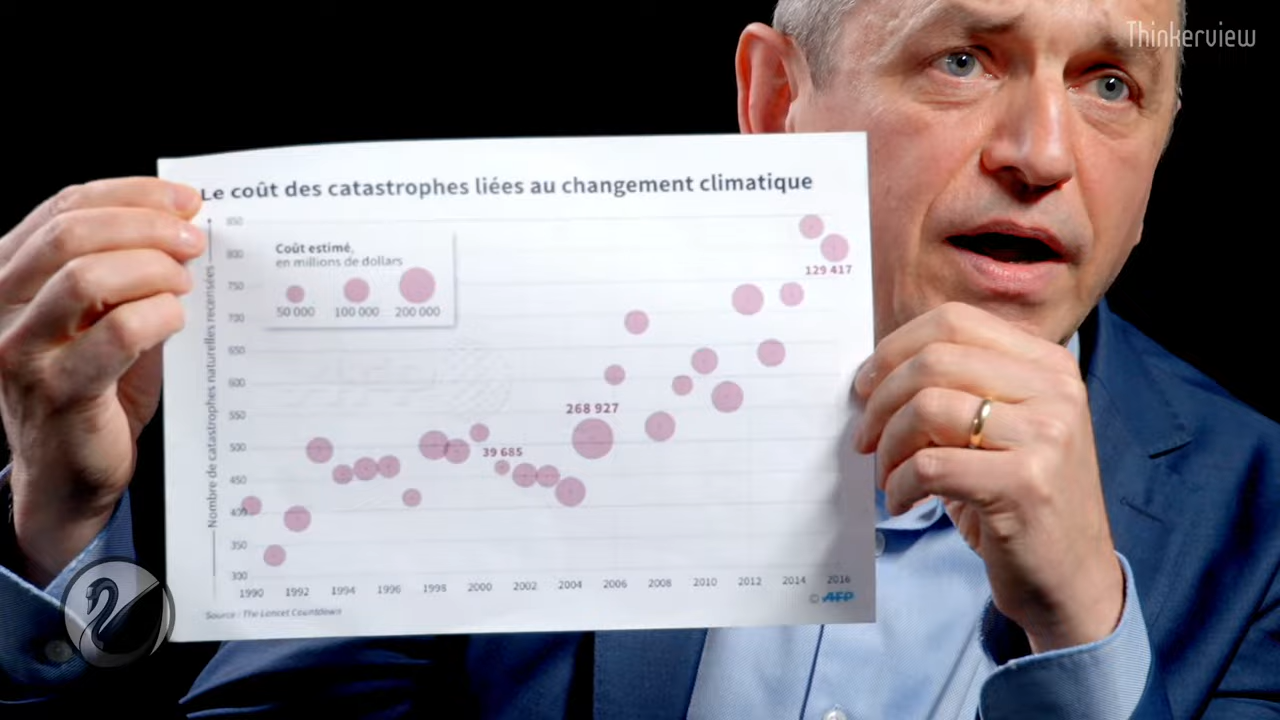 Thinkerview
Le coût des catastrophes liées au changement climatique
Nombre de catastrophes naturelles recensées
850
800
750
700
650
600
550
500
450
400
350
300
Coût estimé,
en millions de dollars
50 000 100 000 200 000
129 417
268 927
39 685
1990 1992 1994 1996 1998 2000 2002 2004 2006 2008 2010 2012 2014 2016
Source : The Lancet Countdown
© AFP